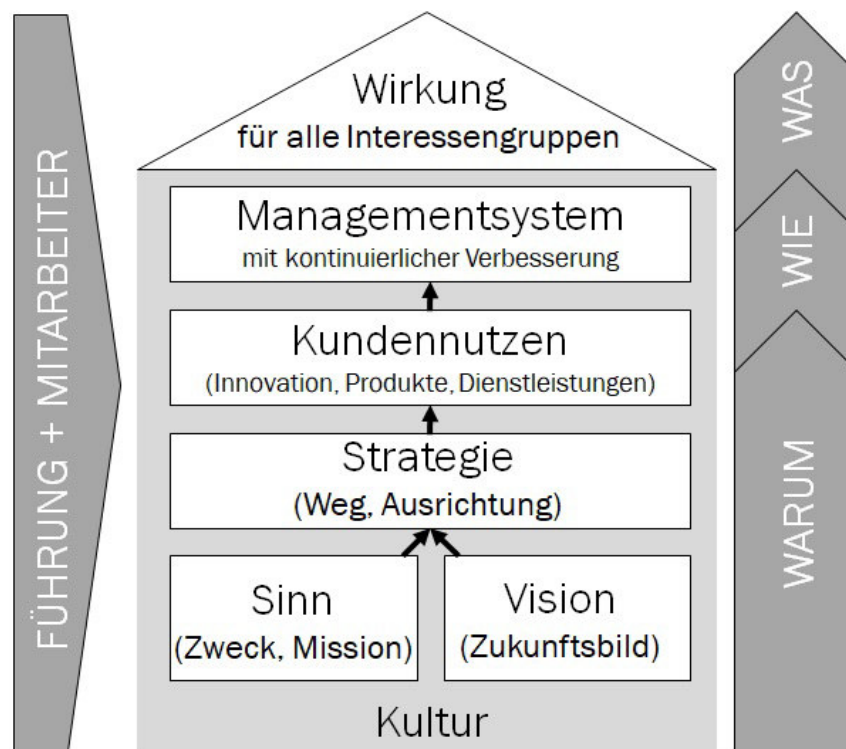 FÜHRUNG + MITARBEITER
Wirkung
für alle Interessengruppen
Managementsystem
mit kontinuierlicher Verbesserung
Kundennutzen
(Innovation, Produkte, Dienstleistungen)
Strategie
(Weg, Ausrichtung)
Sinn
(Zweck, Mission)
Vision
(Zukunftsbild)
Kultur
WAS
WIE
WARUM